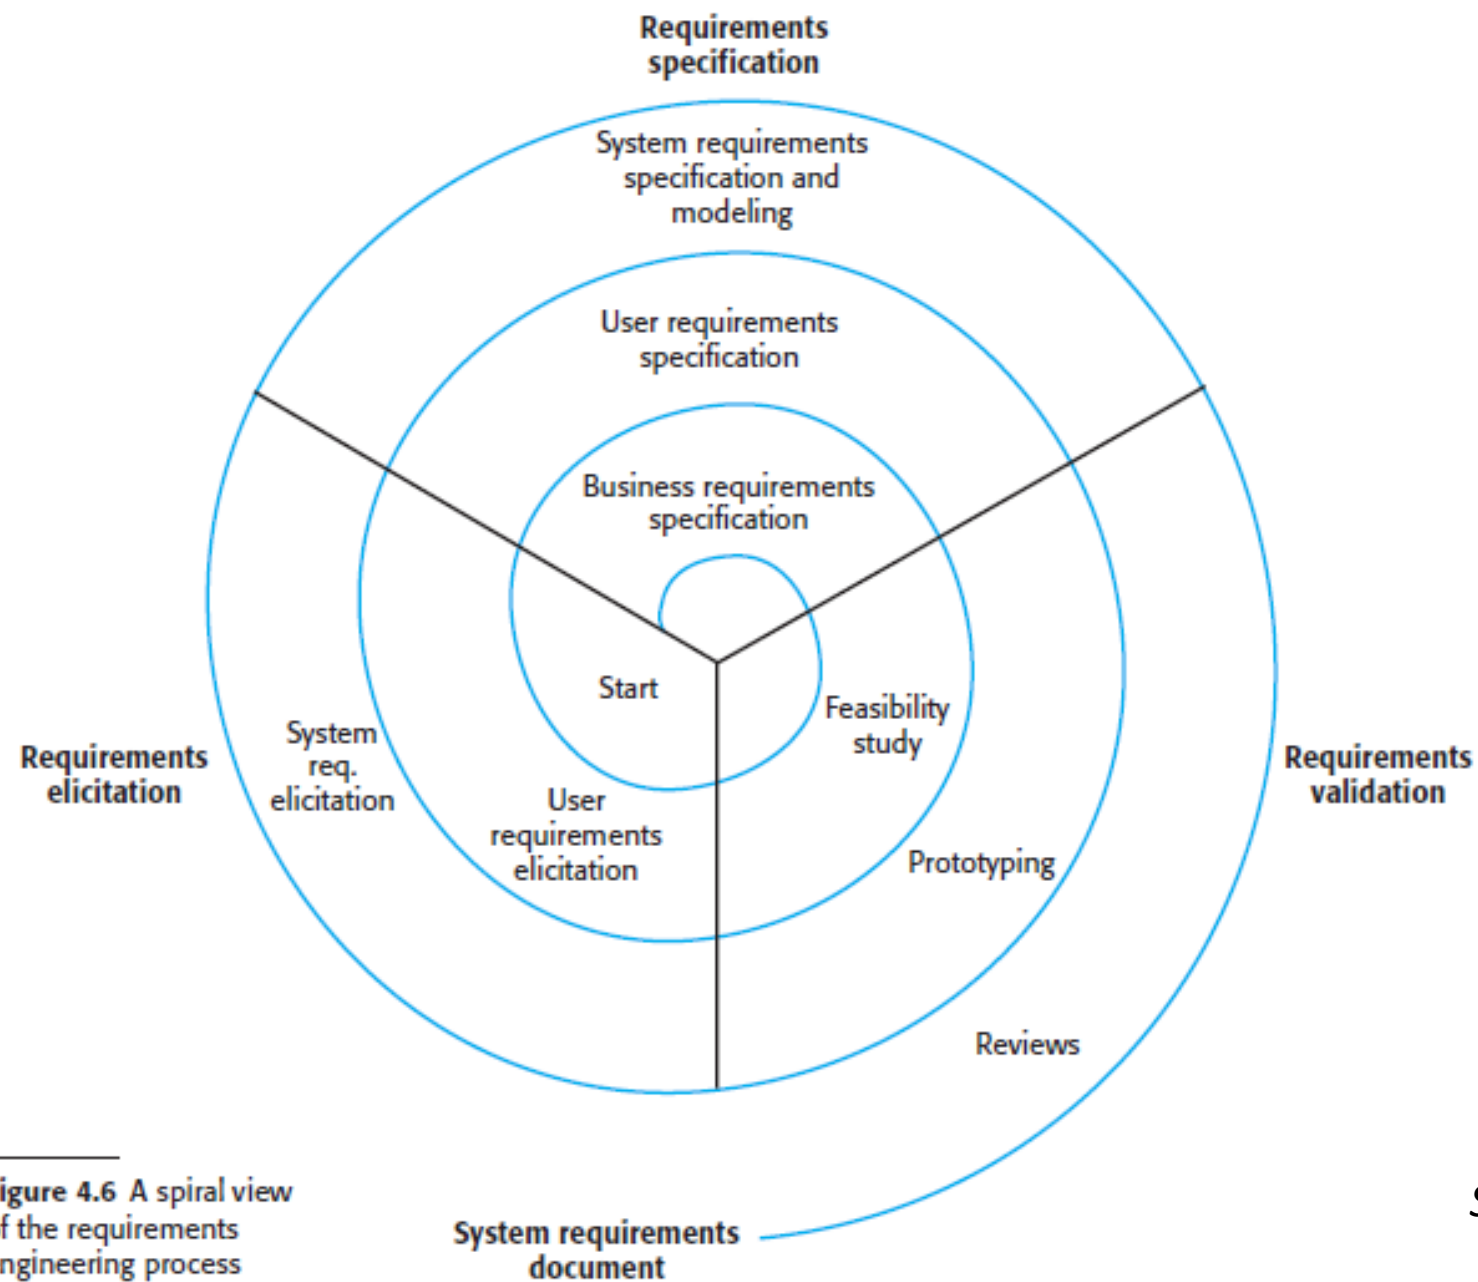 Requirements
specification
System requirements
specification and
modeling
User requirements
specification
Business requirements
specification
Start
Feasibility
study
Requirements
elicitation
System
req.
elicitation
User
requirements
elicitation
Requirements
validation
Prototyping
Reviews
igure 4.6 A spiral view
f the requirements
ngineering process
System requirements
document
S